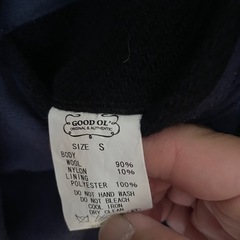 GOOD OL'
ORIGINAL & AUTHENTIC
SIZE S
BODY
WOOL 90%
NYLON 10%
LINING
POLYESTER 100%
DO NOT HAND WASH
DO NOT BLEACH
COOL IRON
DRY CLEAN